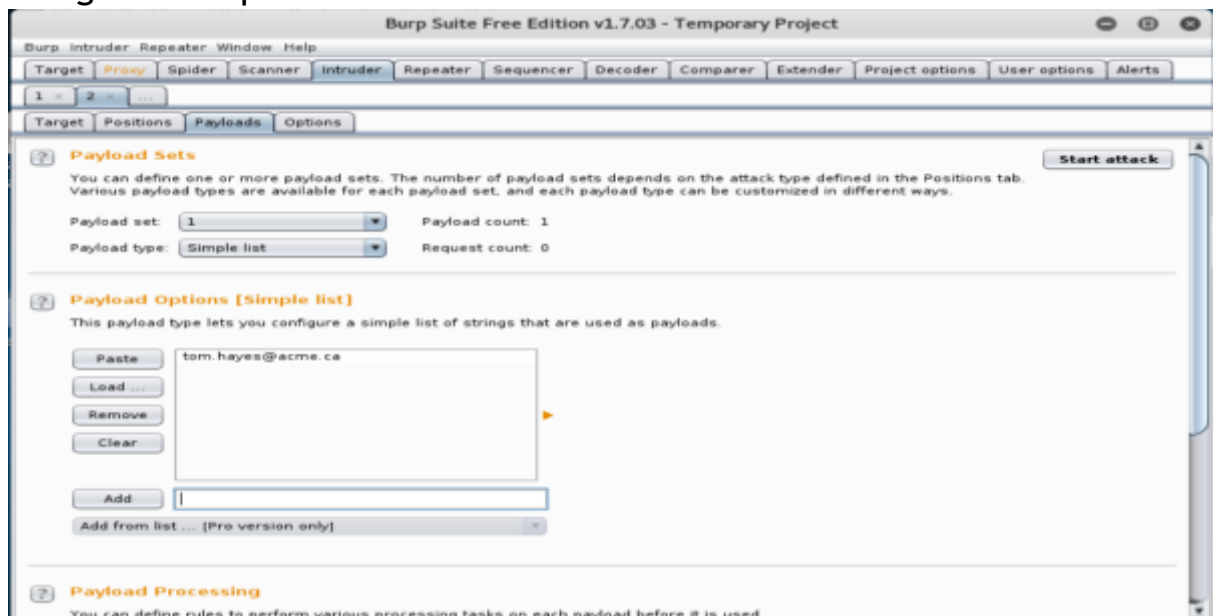 Burp Suite Free Edition v1.7.03 - Temporary Project
Burp Intruder Repeater Window Help
Target Proxy Spider Scanner Intruder Repeater Sequencer Decoder Comparer Extender Project options User options Alerts
1 × 2 × ...
Target Positions Payloads Options
? Payload Sets
Start attack
You can define one or more payload sets. The number of payload sets depends on the attack type defined in the Positions tab.
Various payload types are available for each payload set, and each payload type can be customized in different ways.
Payload set: 1 Payload count: 1
Payload type: Simple list Request count: 0
? Payload Options [Simple list]
This payload type lets you configure a simple list of strings that are used as payloads.
Paste tom.hayes@acme.ca
Load ...
Remove
Clear
Add
Add from list ... [Pro version only]
? Payload Processing
You can define rules to perform various processing tasks on each payload before it is used.